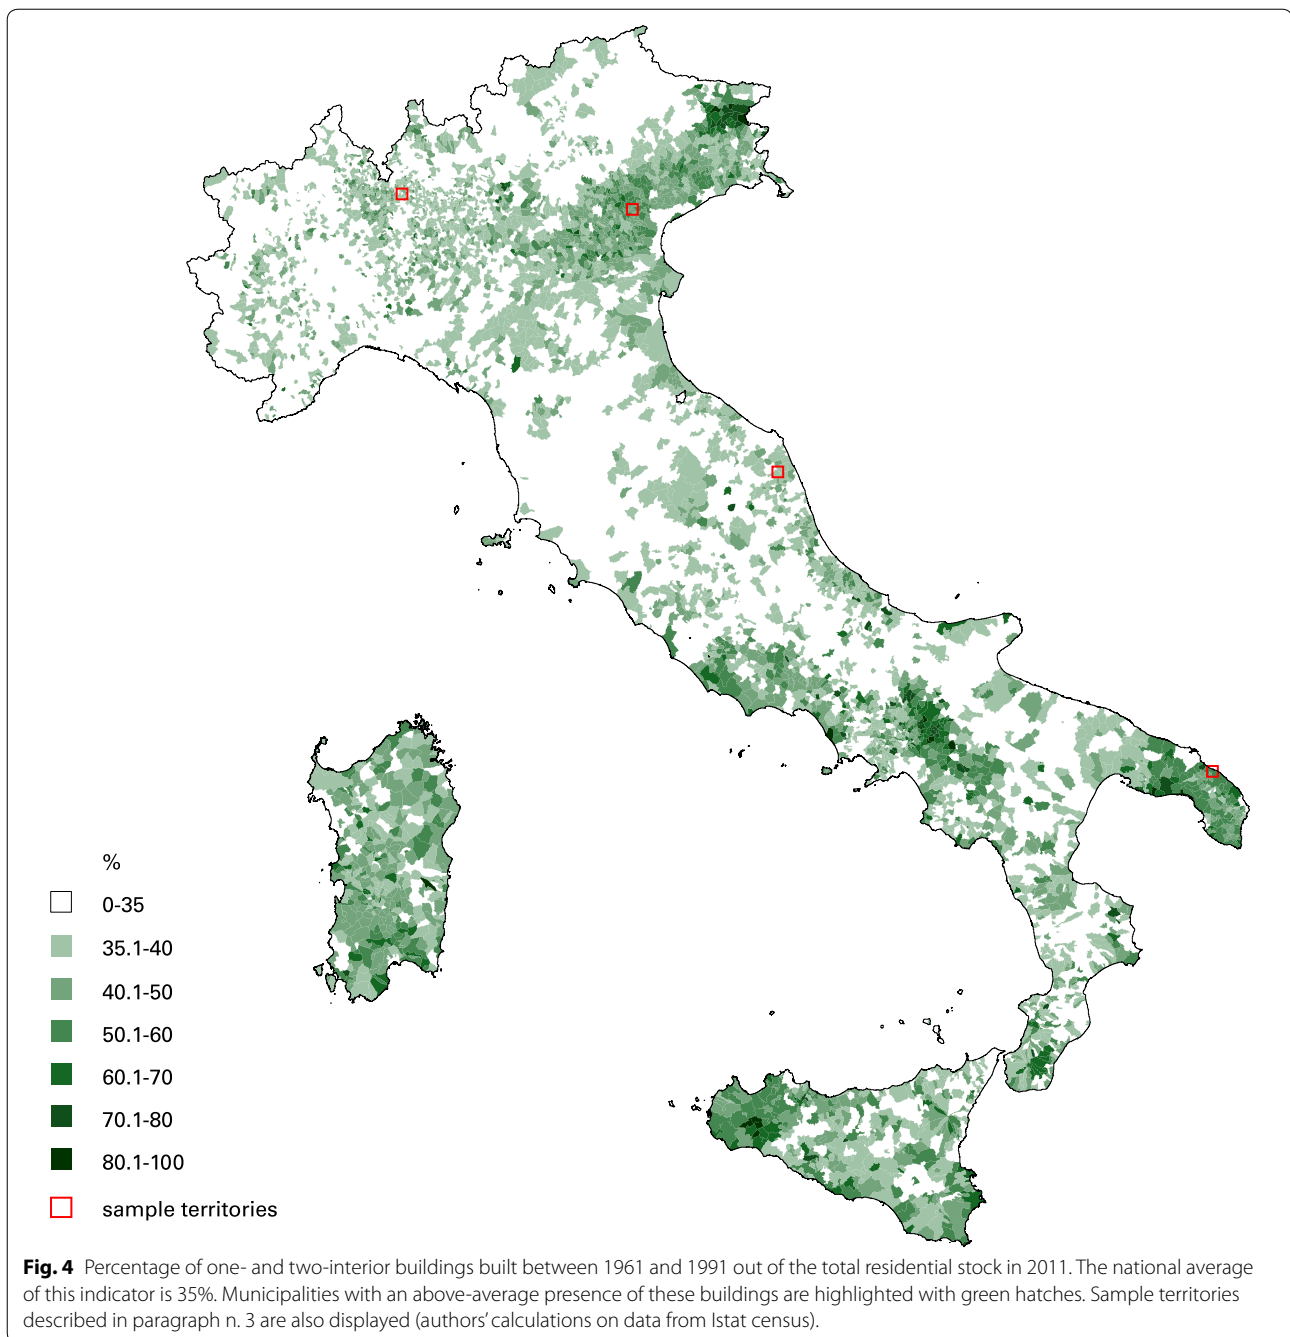 %
0-35
35.1-40
40.1-50
50.1-60
60.1-70
70.1-80
80.1-100
sample territories
Fig. 4 Percentage of one- and two-interior buildings built between 1961 and 1991 out of the total residential stock in 2011. The national average
of this indicator is 35%. Municipalities with an above-average presence of these buildings are highlighted with green hatches. Sample territories
described in paragraph n. 3 are also displayed (authors’ calculations on data from Istat census).